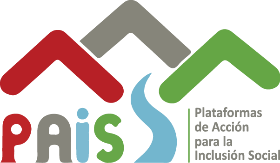 PAiS
Plataformas
de Acción
para la
Inclusión Social